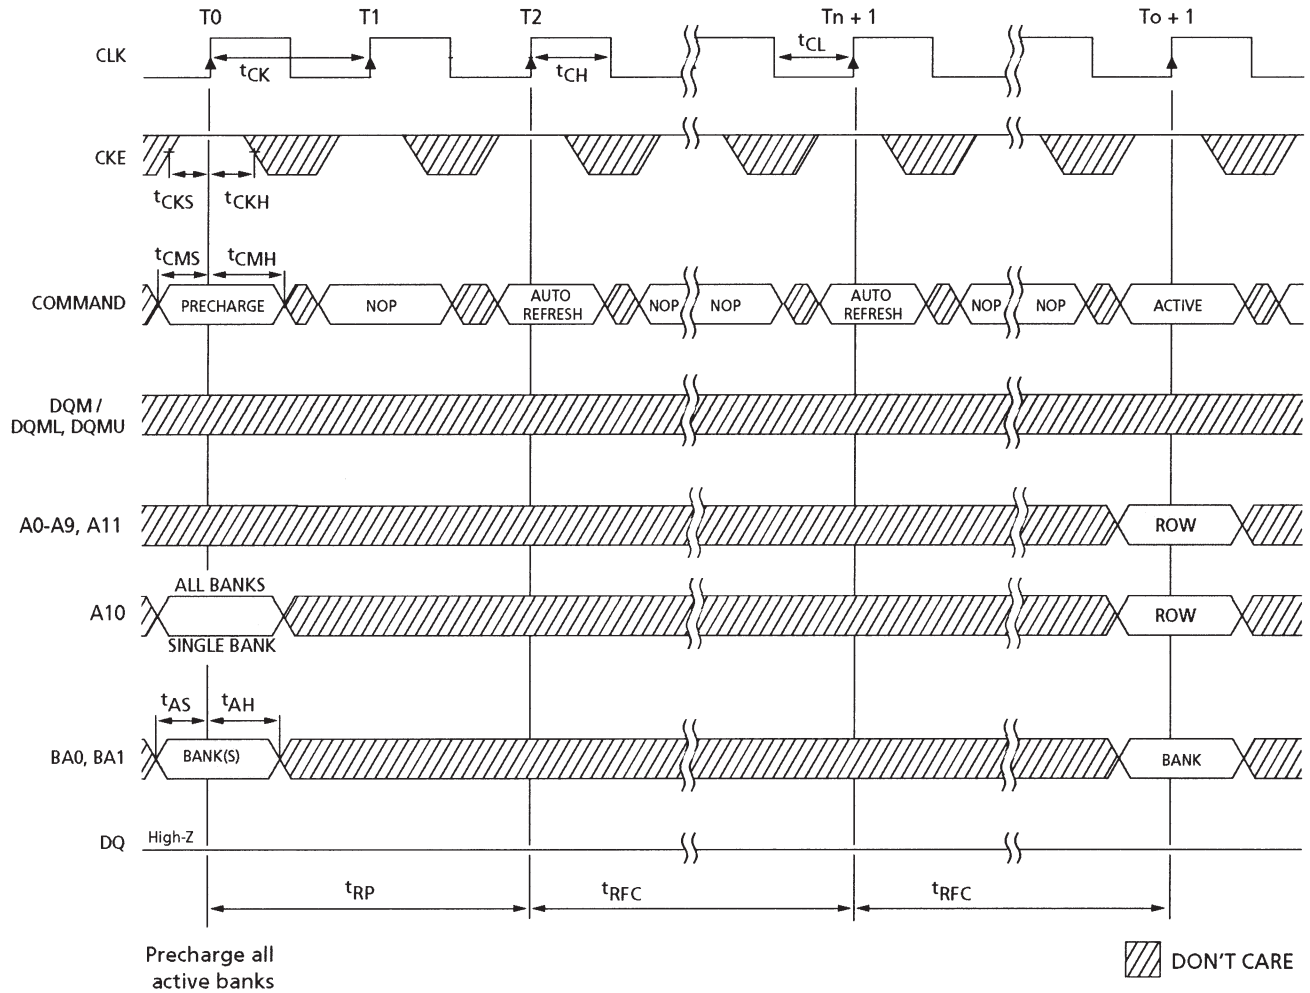 T0 T1 T2 Tn + 1 To + 1
CLK
tCK tCH tCL
CKE
tCKS tCKH
tCMS tCMH
COMMAND PRECHARGE NOP AUTO REFRESH NOP NOP AUTO REFRESH NOP NOP ACTIVE
DQM /
DQML, DQMU
A0-A9, A11 ROW
ALL BANKS
A10 ROW
SINGLE BANK
tAS tAH
BA0, BA1 BANK(S) BANK
DQ High-Z
tRP tRFC tRFC
Precharge all
active banks
DON'T CARE